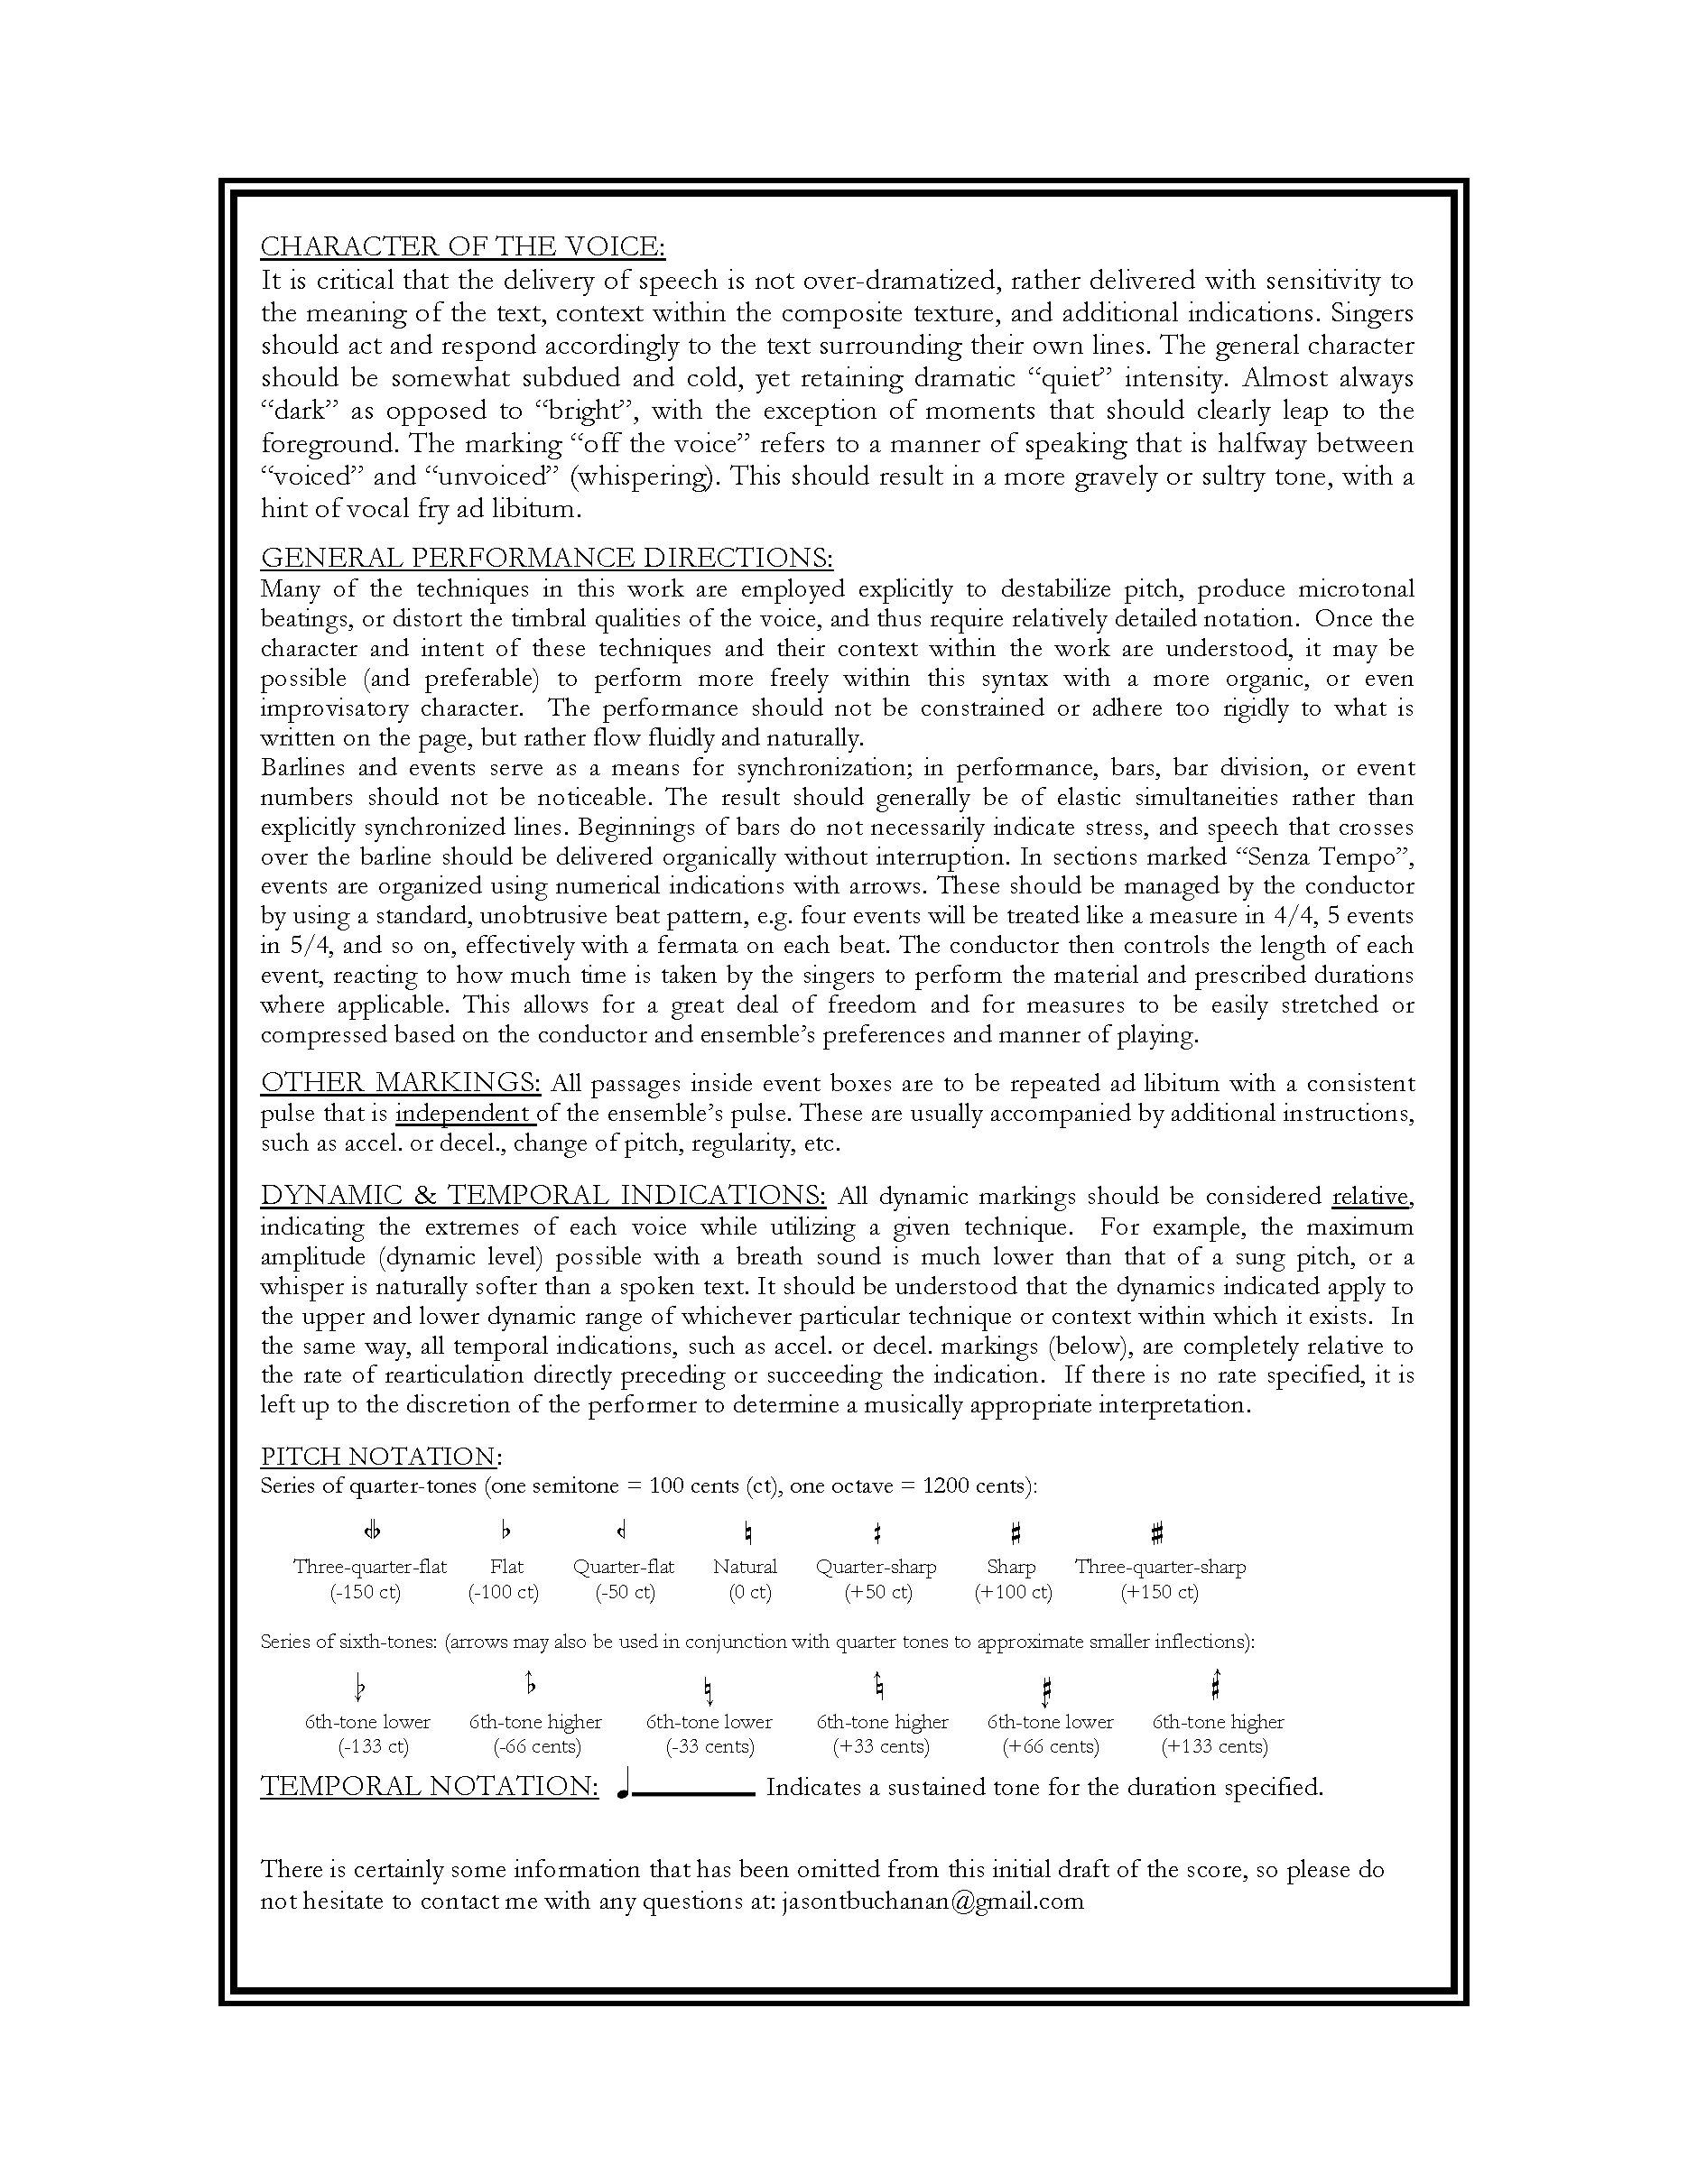 CHARACTER OF THE VOICE:
It is critical that the delivery of speech is not over-dramatized, rather delivered with sensitivity to
the meaning of the text, context within the composite texture, and additional indications. Singers
should act and respond accordingly to the text surrounding their own lines. The general character
should be somewhat subdued and cold, yet retaining dramatic “quiet” intensity. Almost always
“dark” as opposed to “bright”, with the exception of moments that should clearly leap to the
foreground. The marking “off the voice” refers to a manner of speaking that is halfway between
“voiced” and “unvoiced” (whispering). This should result in a more gravely or sultry tone, with a
hint of vocal fry ad libitum.
GENERAL PERFORMANCE DIRECTIONS:
Many of the techniques in this work are employed explicitly to destabilize pitch, produce microtonal
beatings, or distort the timbral qualities of the voice, and thus require relatively detailed notation. Once the
character and intent of these techniques and their context within the work are understood, it may be
possible (and preferable) to perform more freely within this syntax with a more organic, or even
improvisatory character. The performance should not be constrained or adhere too rigidly to what is
written on the page, but rather flow fluidly and naturally.
Barlines and events serve as a means for synchronization; in performance, bars, bar division, or event
numbers should not be noticeable. The result should generally be of elastic simultaneities rather than
explicitly synchronized lines. Beginnings of bars do not necessarily indicate stress, and speech that crosses
over the barline should be delivered organically without interruption. In sections marked “Senza Tempo”,
events are organized using numerical indications with arrows. These should be managed by the conductor
by using a standard, unobtrusive beat pattern, e.g. four events will be treated like a measure in 4/4, 5 events
in 5/4, and so on, effectively with a fermata on each beat. The conductor then controls the length of each
event, reacting to how much time is taken by the singers to perform the material and prescribed durations
where applicable. This allows for a great deal of freedom and for measures to be easily stretched or
compressed based on the conductor and ensemble’s preferences and manner of playing.
OTHER MARKINGS: All passages inside event boxes are to be repeated ad libitum with a consistent
pulse that is independent of the ensemble’s pulse. These are usually accompanied by additional instructions,
such as accel. or decel., change of pitch, regularity, etc.
DYNAMIC & TEMPORAL INDICATIONS: All dynamic markings should be considered relative,
indicating the extremes of each voice while utilizing a given technique. For example, the maximum
amplitude (dynamic level) possible with a breath sound is much lower than that of a sung pitch, or a
whisper is naturally softer than a spoken text. It should be understood that the dynamics indicated apply to
the upper and lower dynamic range of whichever particular technique or context within which it exists. In
the same way, all temporal indications, such as accel. or decel. markings (below), are completely relative to
the rate of rearticulation directly preceding or succeeding the indication. If there is no rate specified, it is
left up to the discretion of the performer to determine a musically appropriate interpretation.
PITCH NOTATION:
Series of quarter-tones (one semitone = 100 cents (ct), one octave = 1200 cents):
Three-quarter-flat Flat Quarter-flat Natural Quarter-sharp Sharp Three-quarter-sharp
(-150 ct) (-100 ct) (-50 ct) (0 ct) (+50 ct) (+100 ct) (+150 ct)
Series of sixth-tones: (arrows may also be used in conjunction with quarter tones to approximate smaller inflections):
6th-tone lower 6th-tone higher 6th-tone lower 6th-tone higher 6th-tone lower 6th-tone higher
(-133 ct) (-66 cents) (-33 cents) (+33 cents) (+66 cents) (+133 cents)
TEMPORAL NOTATION: Indicates a sustained tone for the duration specified.
There is certainly some information that has been omitted from this initial draft of the score, so please do
not hesitate to contact me with any questions at: jasontbuchanan@gmail.com